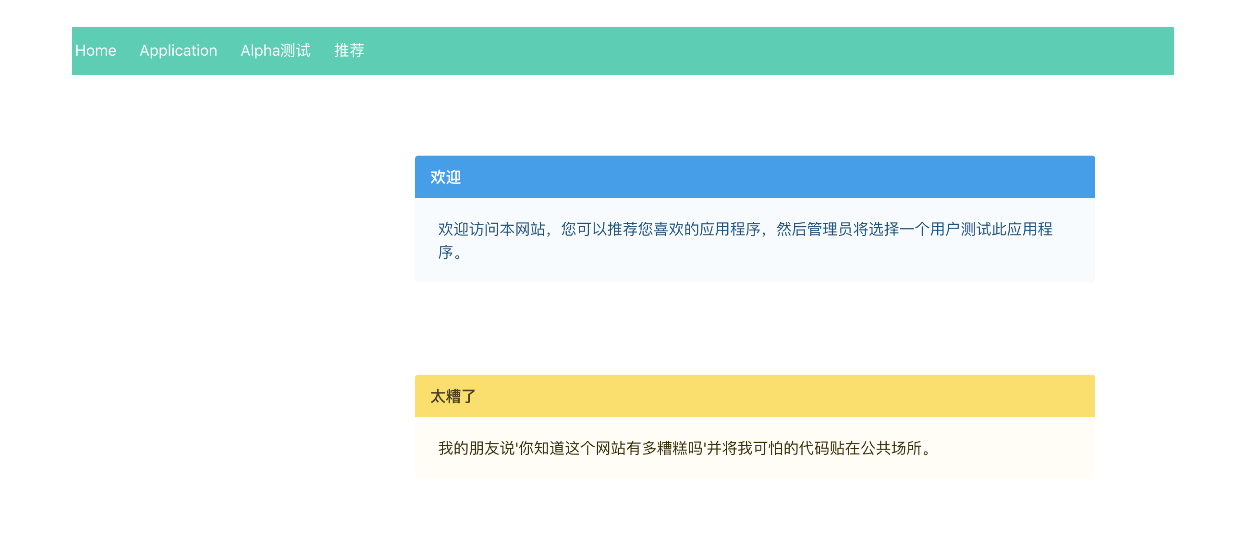 Home Application Alpha测试 推荐
欢迎
欢迎访问本网站，您可以推荐您喜欢的应用程序，然后管理员将选择一个用户测试此应用程
序。
太糟了
我的朋友说'你知道这个网站有多糟糕吗'并将我可怕的代码贴在公共场所。